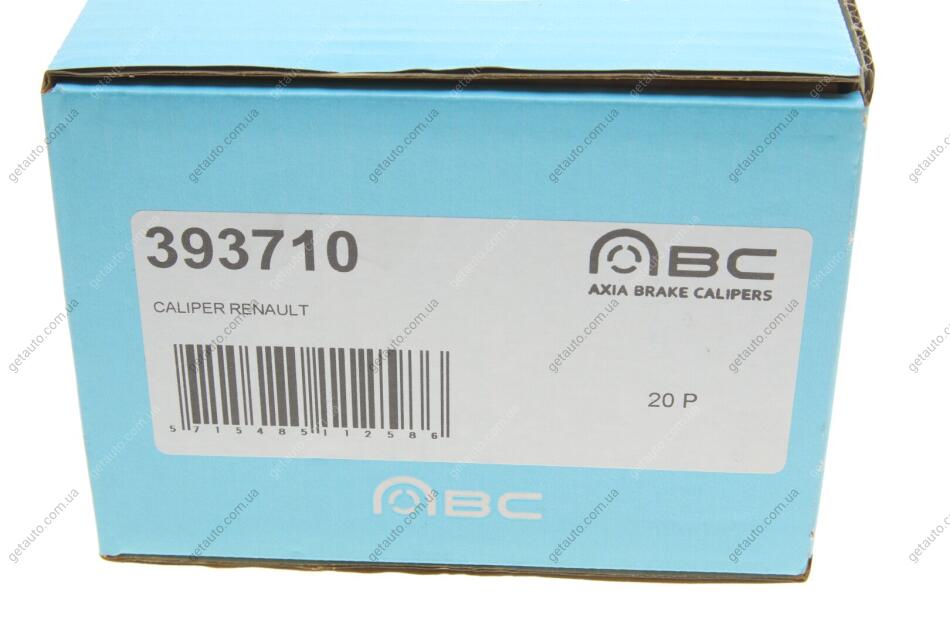 393710
ABC
AXIA BRAKE CALIPERS
CALIPER RENAULT
20 P
5715485112586
ABC
getauto.com.ua